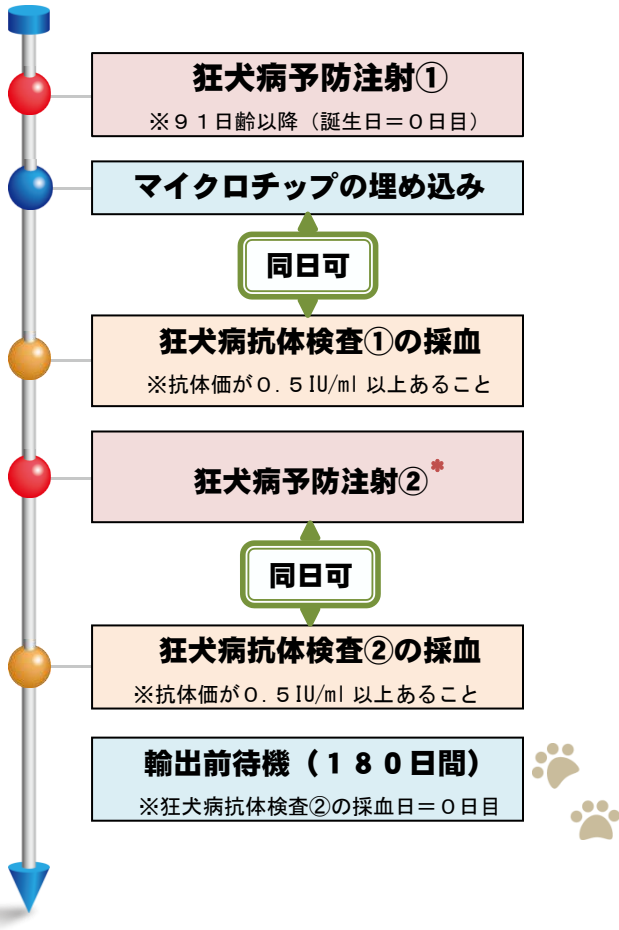 狂犬病予防注射①
※９１日齢以降（誕生日＝０日目）
マイクロチップの埋め込み
同日可
狂犬病抗体検査①の採血
※抗体価が０．５IU/ml 以上あること
狂犬病予防注射②*
同日可
狂犬病抗体検査②の採血
※抗体価が０．５IU/ml 以上あること
輸出前待機（１８０日間）
※狂犬病抗体検査②の採血日＝０日目